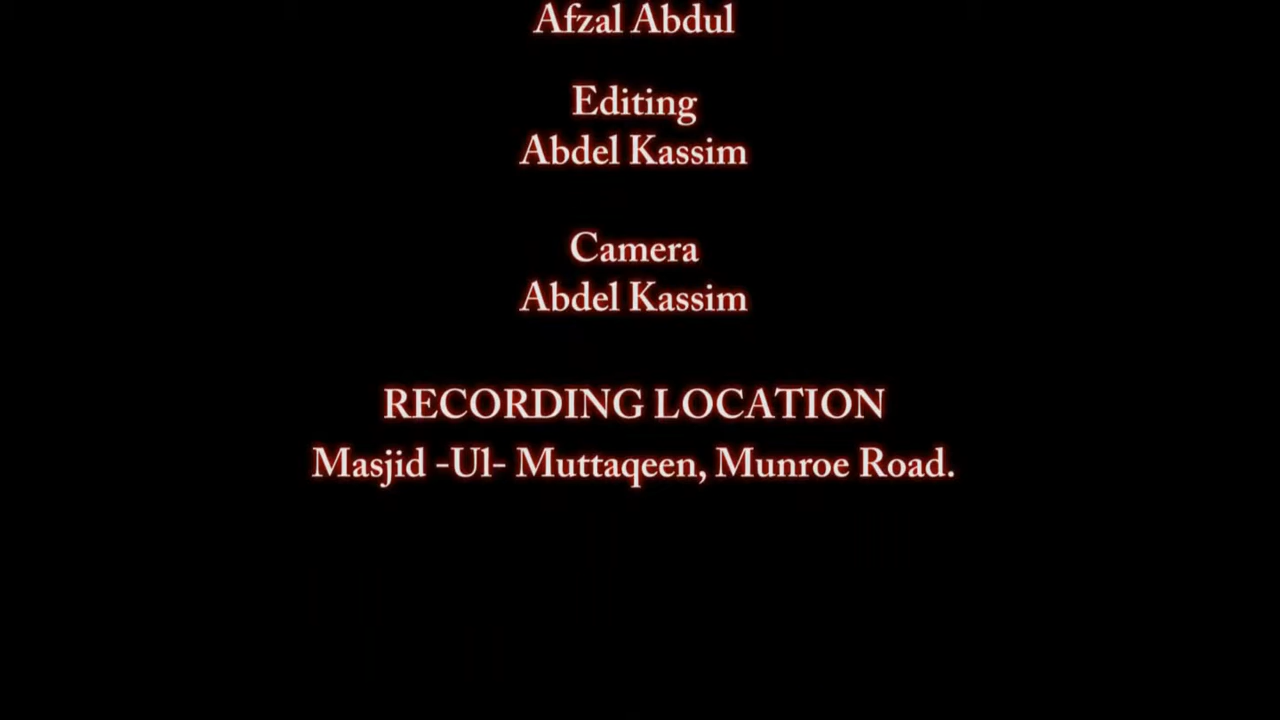 Afzal Abdul
Editing
Abdel Kassim
Camera
Abdel Kassim
RECORDING LOCATION
Masjid -Ul- Muttaqeen, Munroe Road.